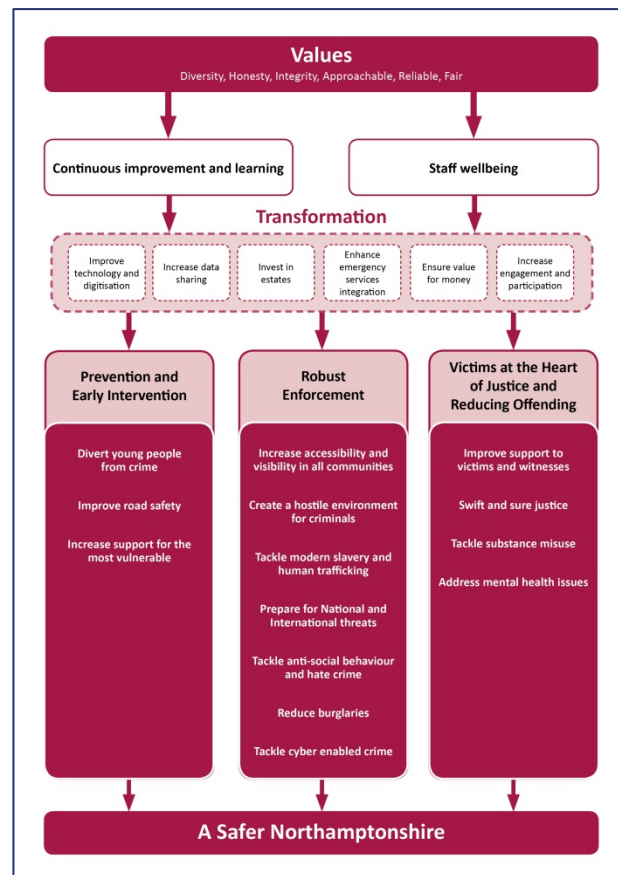 Values
Diversity, Honesty, Integrity, Approachable, Reliable, Fair
Continuous improvement and learning
Staff wellbeing
Transformation
Improve
technology and
digitisation
Increase data
sharing
Invest in
estates
Enhance
emergency
services
integration
Ensure value
for money
Increase
engagement and
participation
Prevention and
Early Intervention
Divert young people
from crime
Improve road safety
Increase support for the
most vulnerable
Robust
Enforcement
Increase accessibility and
visibility in all communities
Create a hostile environment
for criminals
Tackle modern slavery and
human trafficking
Prepare for National and
International threats
Tackle anti-social behaviour
and hate crime
Reduce burglaries
Tackle cyber enabled crime
Victims at the Heart
of Justice and
Reducing Offending
Improve support to
victims and witnesses
Swift and sure justice
Tackle substance misuse
Address mental health issues
A Safer Northamptonshire